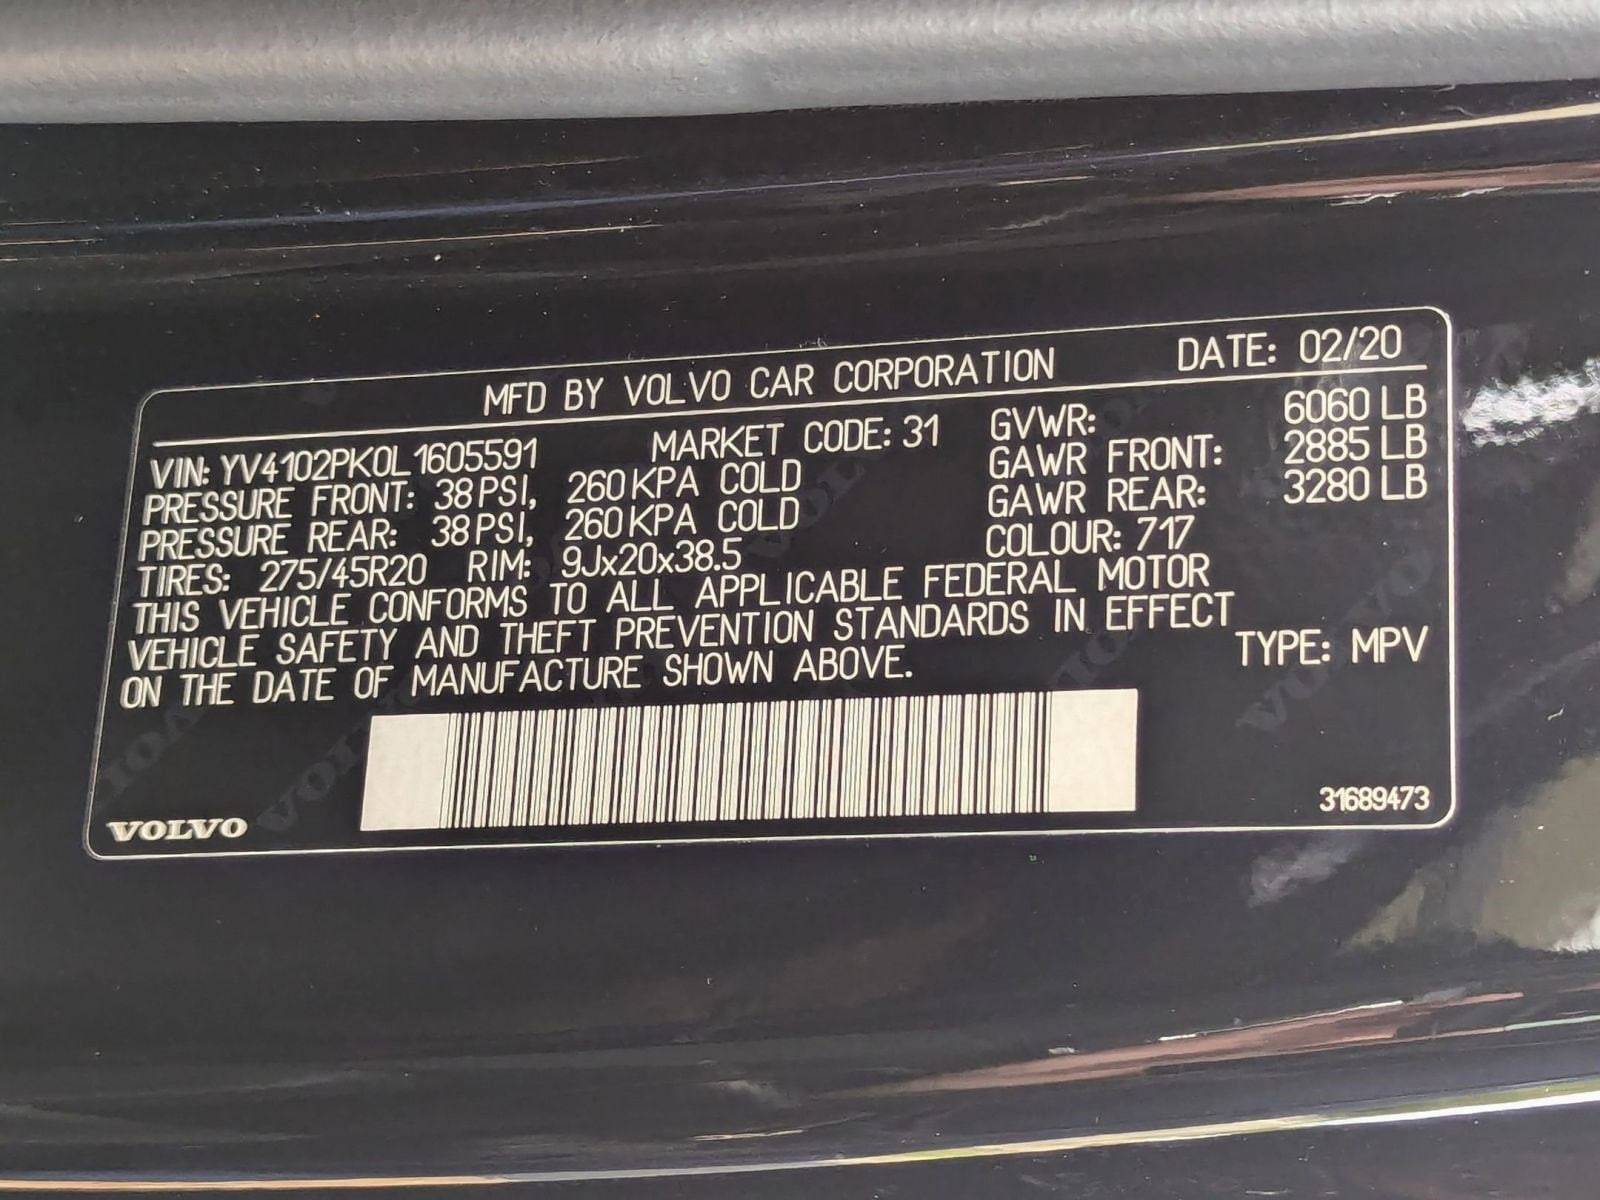 MFD BY VOLVO CAR CORPORATION DATE: 02/20
VIN: YV4102PK0L1605591 MARKET CODE: 31 GVWR: 6060 LB
PRESSURE FRONT: 38 PSI, 260 KPA COLD GAWR FRONT: 2885 LB
PRESSURE REAR: 38 PSI, 260 KPA COLD GAWR REAR: 3280 LB
TIRES: 275/45R20 RIM: 9Jx20x38.5 COLOUR: 717
THIS VEHICLE CONFORMS TO ALL APPLICABLE FEDERAL MOTOR
VEHICLE SAFETY AND THEFT PREVENTION STANDARDS IN EFFECT
ON THE DATE OF MANUFACTURE SHOWN ABOVE. TYPE: MPV
31689473
VOLVO